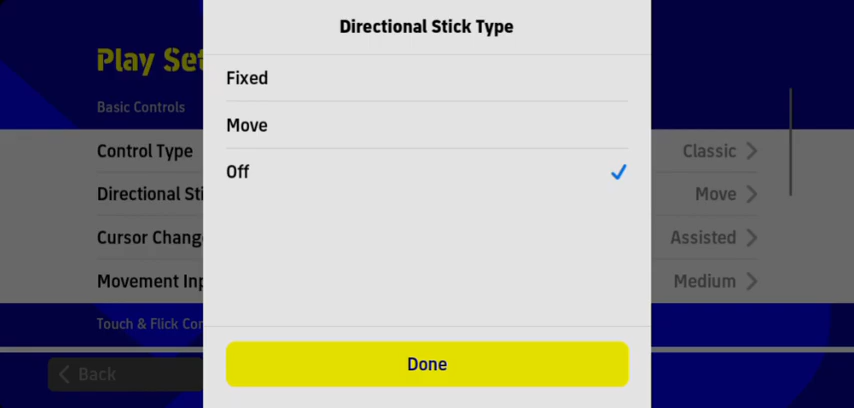 Directional Stick Type
Play Set
Fixed
Basic Controls
Move
Control Type
Classic
Off
Directional Sti
Move
Cursor Chang
Assisted
Movement Inp
Medium
Touch & Flick Con
Done
Back